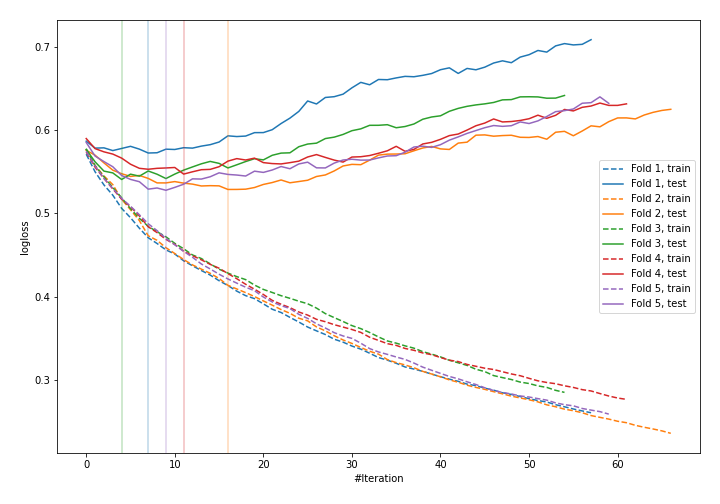 0.7
0.6
0.5
0.4
0.3
logloss
0
10
20
30
40
50
60
#Iteration
Fold 1, train
Fold 1, test
Fold 2, train
Fold 2, test
Fold 3, train
Fold 3, test
Fold 4, train
Fold 4, test
Fold 5, train
Fold 5, test